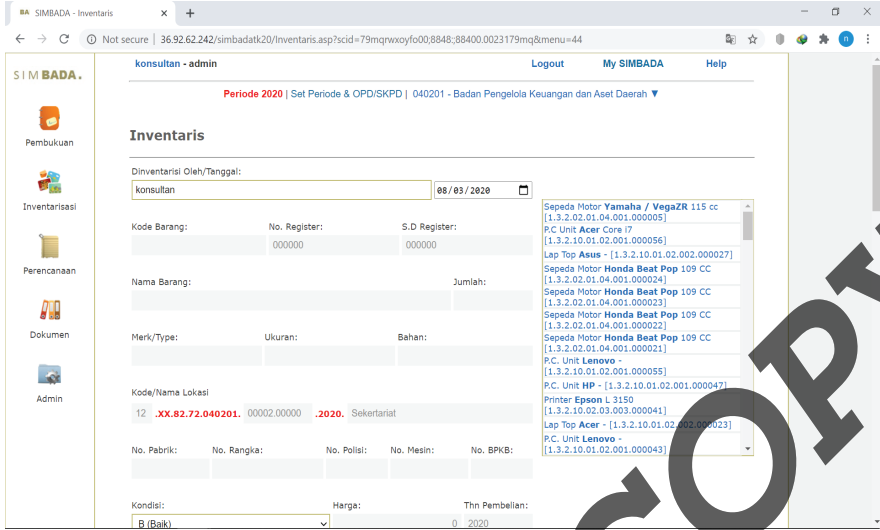 SIMBADA - Inventaris
Not secure | 36.92.62.242/simbadatk20/Inventaris.asp?scid=79mqrwxoyfo00;8848;;88400.0023179mq&menu=44
SIMBADA.
konsultan - admin Logout My SIMBADA Help
Periode 2020 | Set Periode & OPD/SKPD | 040201 - Badan Pengelola Keuangan dan Aset Daerah ▼
Pembukuan
Inventarisasi
Perencanaan
Dokumen
Admin
Inventaris
Dinventarisi Oleh/Tanggal:
konsultan 08/03/2020
Kode Barang: No. Register: S.D Register:
000000 000000
Nama Barang: Jumlah:
Merk/Type: Ukuran: Bahan:
Kode/Nama Lokasi
12 .XX.82.72.040201. 00002.00000 .2020. Sekertariat
No. Pabrik: No. Rangka: No. Polisi: No. Mesin: No. BPKB:
Kondisi: Harga: Thn Pembelian:
B (Baik) 0 2020
Sepeda Motor Yamaha / VegaZR 115 cc
[1.3.2.02.01.04.001.000005]
P.C Unit Acer Core i7
[1.3.2.10.01.02.001.000056]
Lap Top Asus - [1.3.2.10.01.02.002.000027]
Sepeda Motor Honda Beat Pop 109 CC
[1.3.2.02.01.04.001.000024]
Sepeda Motor Honda Beat Pop 109 CC
[1.3.2.02.01.04.001.000023]
Sepeda Motor Honda Beat Pop 109 CC
[1.3.2.02.01.04.001.000022]
Sepeda Motor Honda Beat Pop 109 CC
[1.3.2.02.01.04.001.000021]
P.C. Unit Lenovo -
[1.3.2.10.01.02.001.000055]
P.C. Unit HP - [1.3.2.10.01.02.001.000047]
Printer Epson L 3150
[1.3.2.10.02.03.003.000041]
Lap Top Acer - [1.3.2.10.01.02.002.000023]
P.C. Unit Lenovo -
[1.3.2.10.01.02.001.000043]
COPY